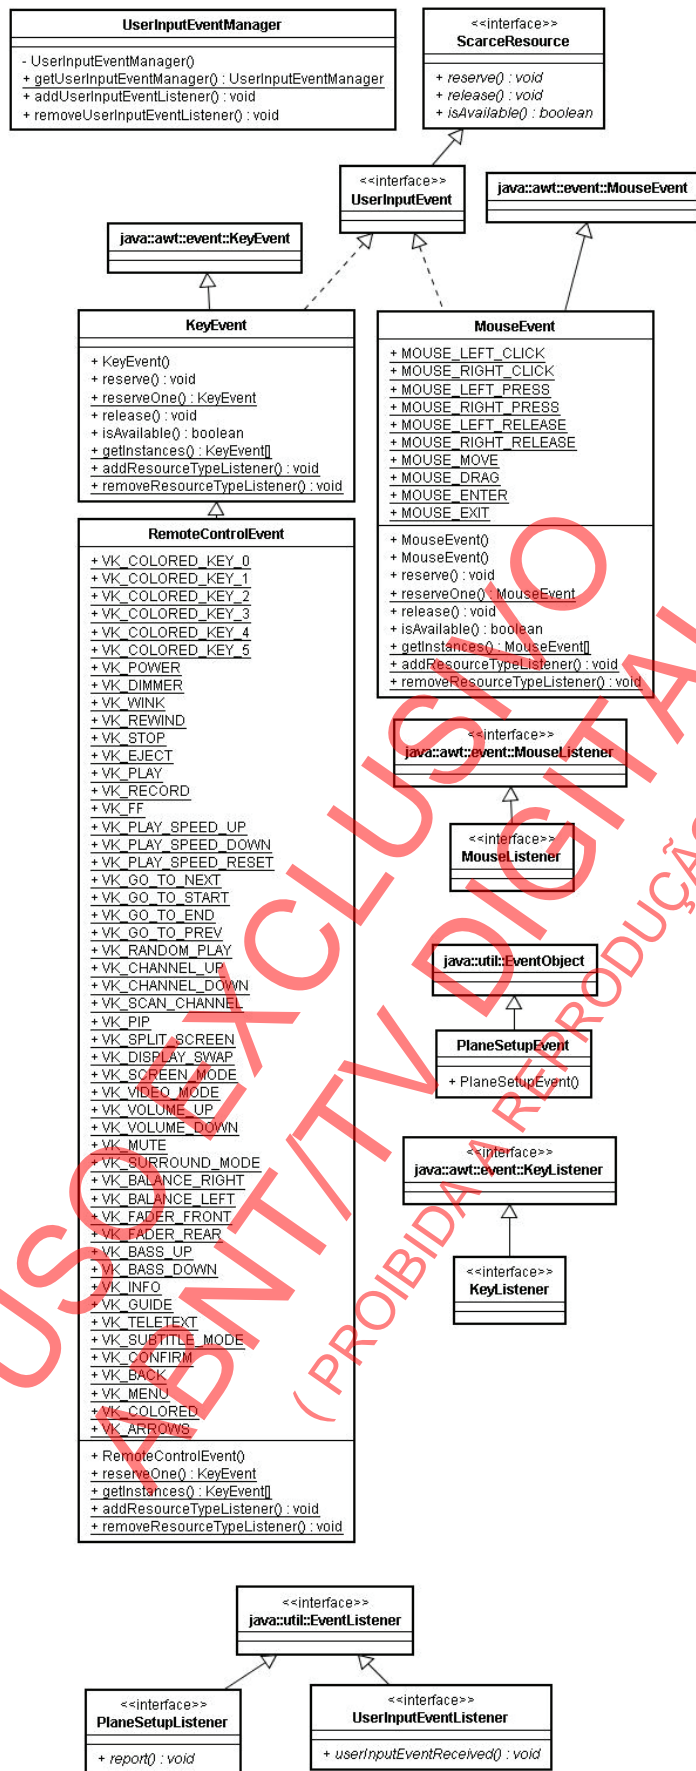 UserInputEventManager
- UserInputEventManager()
+ getUserInputEventManager() : UserInputEventManager
+ addUserInputEventListener() : void
+ removeUserInputEventListener() : void
<<interface>>
ScarceResource
+ reserve() : void
+ release() : void
+ isAvailable() : boolean
<<interface>>
UserInputEvent
java::awt::event::MouseEvent
java::awt::event::KeyEvent
KeyEvent
+ KeyEvent()
+ reserve() : void
+ reserveOne() : KeyEvent
+ release() : void
+ isAvailable() : boolean
+ getInstances() : KeyEvent[]
+ addResourceTypeListener() : void
+ removeResourceTypeListener() : void
MouseEvent
+ MOUSE_LEFT_CLICK
+ MOUSE_RIGHT_CLICK
+ MOUSE_LEFT_PRESS
+ MOUSE_RIGHT_PRESS
+ MOUSE_LEFT_RELEASE
+ MOUSE_RIGHT_RELEASE
+ MOUSE_MOVE
+ MOUSE_DRAG
+ MOUSE_ENTER
+ MOUSE_EXIT
+ MouseEvent()
+ MouseEvent()
+ reserve() : void
+ reserveOne() : MouseEvent
+ release() : void
+ isAvailable() : boolean
+ getInstances() : MouseEvent[]
+ addResourceTypeListener() : void
+ removeResourceTypeListener() : void
RemoteControlEvent
+ VK_COLORED_KEY_0
+ VK_COLORED_KEY_1
+ VK_COLORED_KEY_2
+ VK_COLORED_KEY_3
+ VK_COLORED_KEY_4
+ VK_COLORED_KEY_5
+ VK_POWER
+ VK_DIMMER
+ VK_WINK
+ VK_REWIND
+ VK_STOP
+ VK_EJECT
+ VK_PLAY
+ VK_RECORD
+ VK_FF
+ VK_PLAY_SPEED_UP
+ VK_PLAY_SPEED_DOWN
+ VK_PLAY_SPEED_RESET
+ VK_GO_TO_NEXT
+ VK_GO_TO_START
+ VK_GO_TO_END
+ VK_GO_TO_PREV
+ VK_RANDOM_PLAY
+ VK_CHANNEL_UP
+ VK_CHANNEL_DOWN
+ VK_SCAN_CHANNEL
+ VK_PIP
+ VK_SPLIT_SCREEN
+ VK_DISPLAY_SWAP
+ VK_SCREEN_MODE
+ VK_VIDEO_MODE
+ VK_VOLUME_UP
+ VK_VOLUME_DOWN
+ VK_MUTE
+ VK_SURROUND_MODE
+ VK_BALANCE_RIGHT
+ VK_BALANCE_LEFT
+ VK_FADER_FRONT
+ VK_FADER_REAR
+ VK_BASS_UP
+ VK_BASS_DOWN
+ VK_INFO
+ VK_GUIDE
+ VK_TELETEXT
+ VK_SUBTITLE_MODE
+ VK_CONFIRM
+ VK_BACK
+ VK_MENU
+ VK_COLORED
+ VK_ARROWS
+ RemoteControlEvent()
+ reserveOne() : KeyEvent
+ getInstances() : KeyEvent[]
+ addResourceTypeListener() : void
+ removeResourceTypeListener() : void
<<interface>>
java::awt::event::MouseListener
<<interface>>
MouseListener
java::util::EventObject
PlaneSetupEvent
+ PlaneSetupEvent()
<<interface>>
java::awt::event::KeyListener
<<interface>>
KeyListener
<<interface>>
java::util::EventListener
<<interface>>
PlaneSetupListener
+ report() : void
<<interface>>
UserInputEventListener
+ userInputEventReceived() : void
USO EXCLUSIVO
ABNT/TV DIGITAL
( PROIBIDA A REPRODUÇÃO